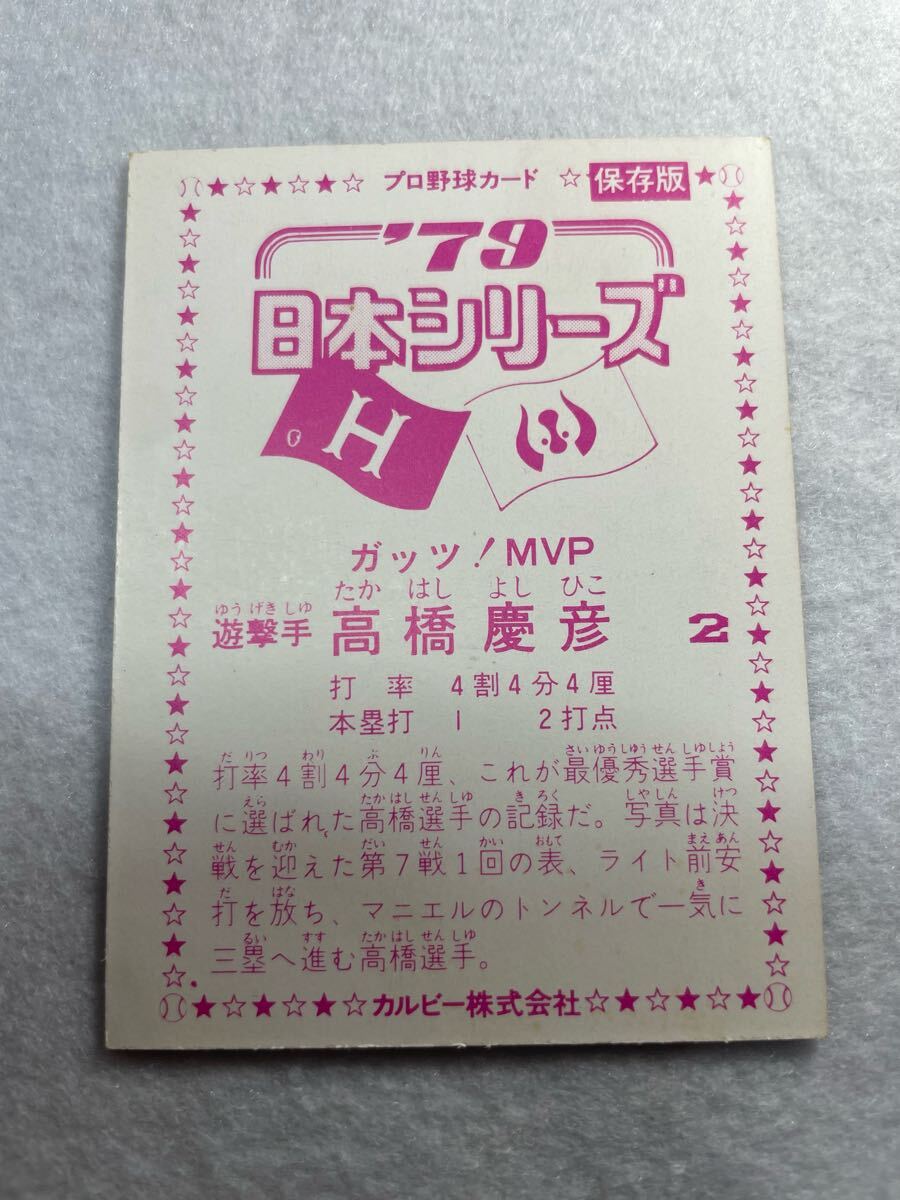 ☆★☆★☆★☆ プロ野球カード ☆ 保存版 ★
'79
日本シリーズ
H
ガッツ！MVP
たか はし よし ひこ
ゆう げき しゆ
遊撃手 高橋慶彦 2
打率 4割4分4厘
本塁打 1 2打点
だ りつ わり ぶ りん さい ゆう しゆう せん しゆ しよう
打率4割4分4厘、これが最優秀選手賞
えら たか はし せん しゆ き ろく しや しん けつ
に選ばれた高橋選手の記録だ。写真は決
せん むか だい せん かい おもて まえ あん
戦を迎えた第7戦1回の表、ライト前安
だ はな き
打を放ち、マニエルのトンネルで一気に
るい すす たか はし せん しゆ
三塁へ進む高橋選手。
★☆★☆★☆★☆ カルビー株式会社 ☆★☆★☆★★